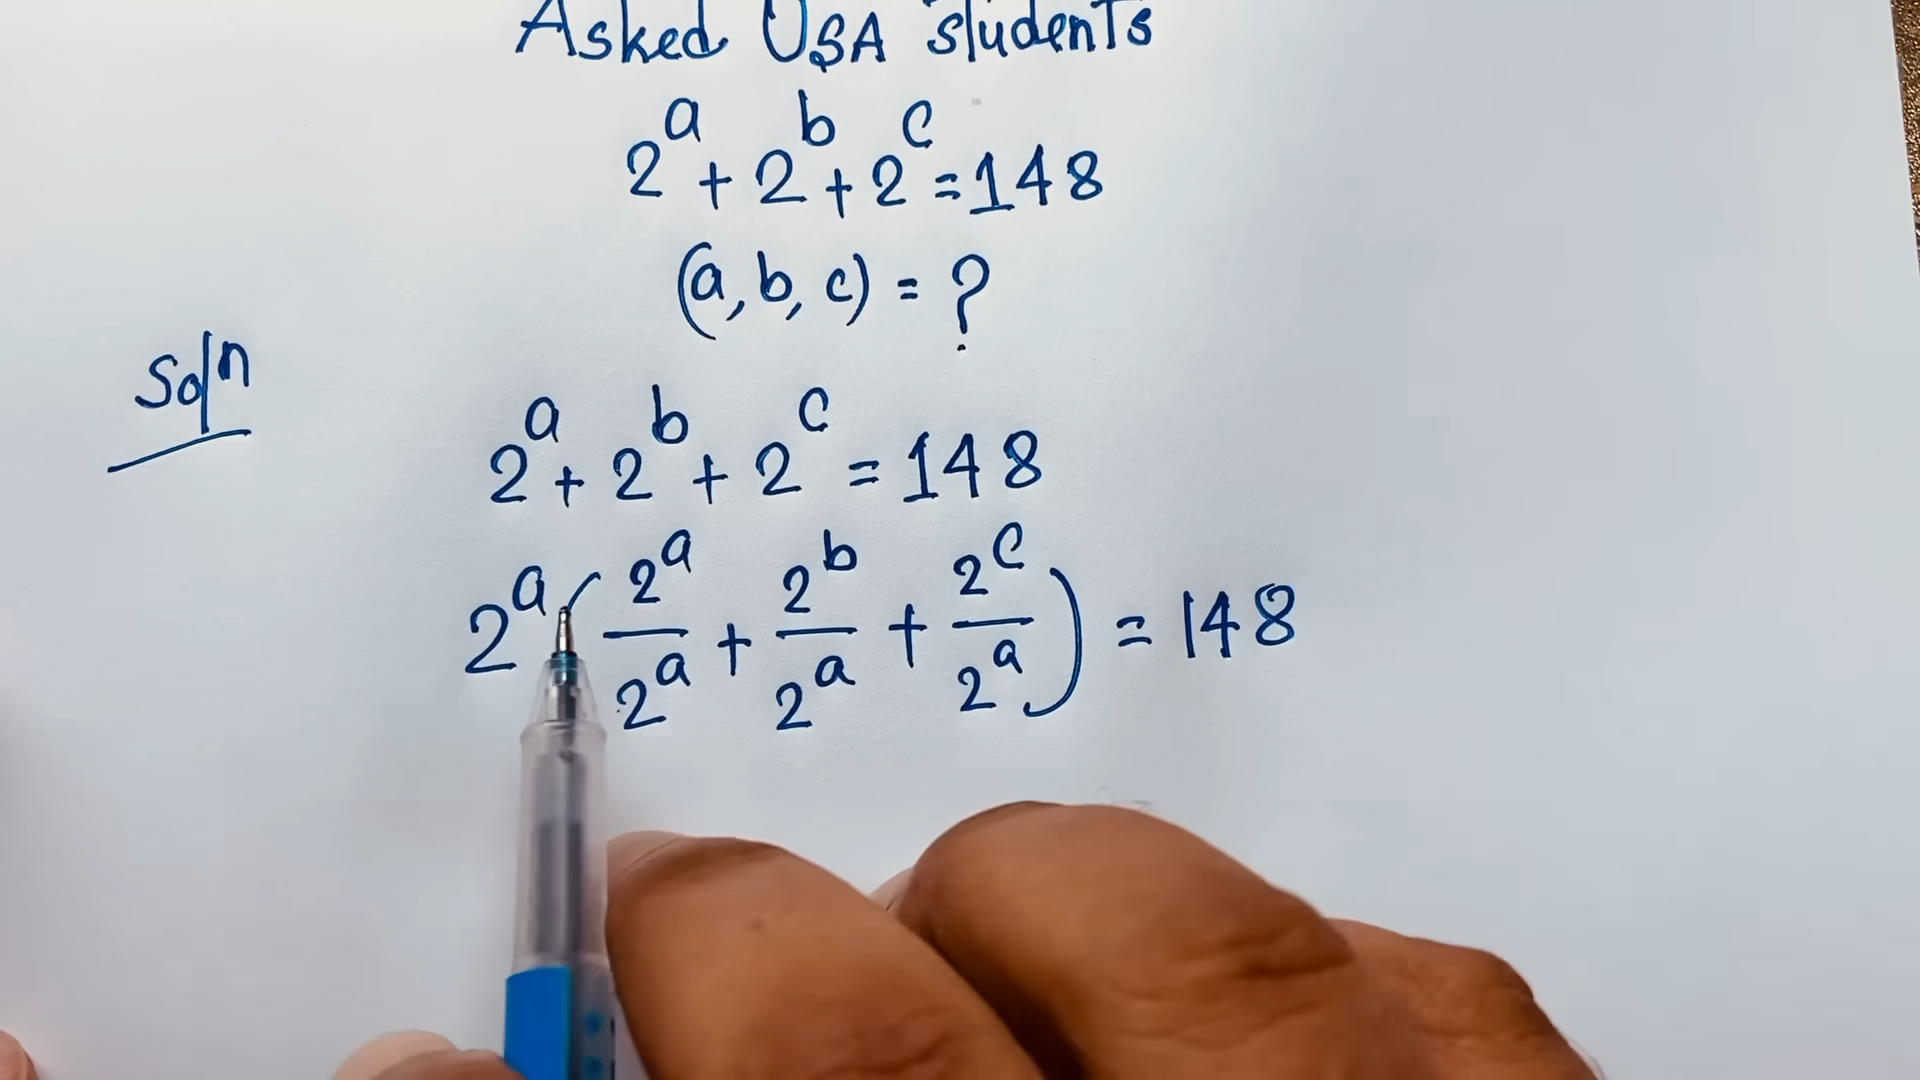 Asked USA students
2^a + 2^b + 2^c = 148
(a, b, c) = ?
Soln
2^a + 2^b + 2^c = 148
2^a ( 2^a/2^a + 2^b/2^a + 2^c/2^a ) = 148